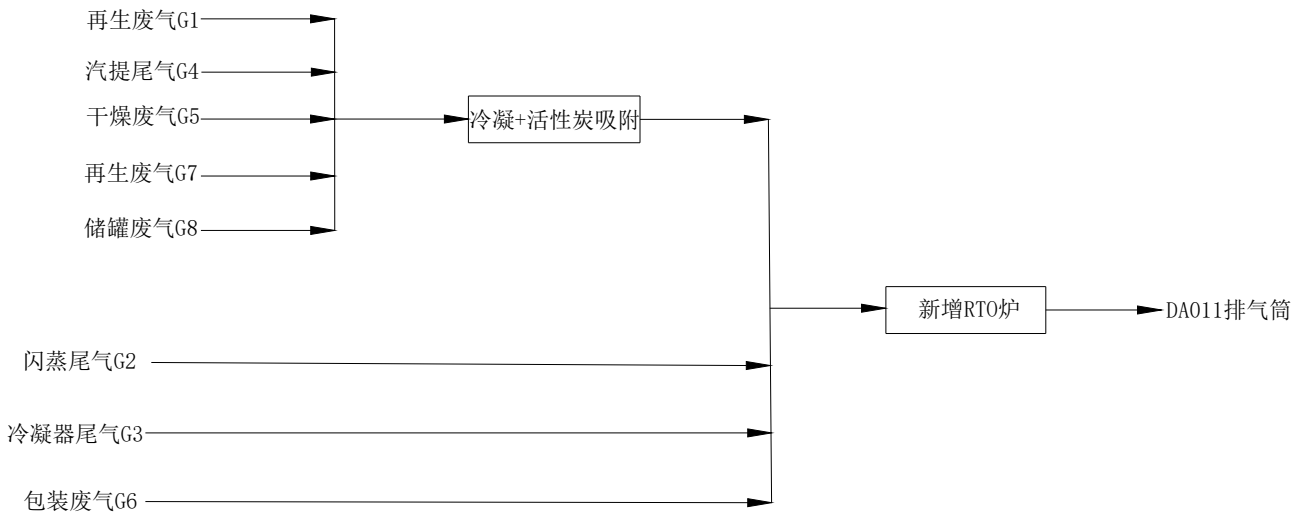 再生废气G1
汽提尾气G4
干燥废气G5
冷凝+活性炭吸附
再生废气G7
储罐废气G8
新增RTO炉
DA011排气筒
闪蒸尾气G2
冷凝器尾气G3
包装废气G6